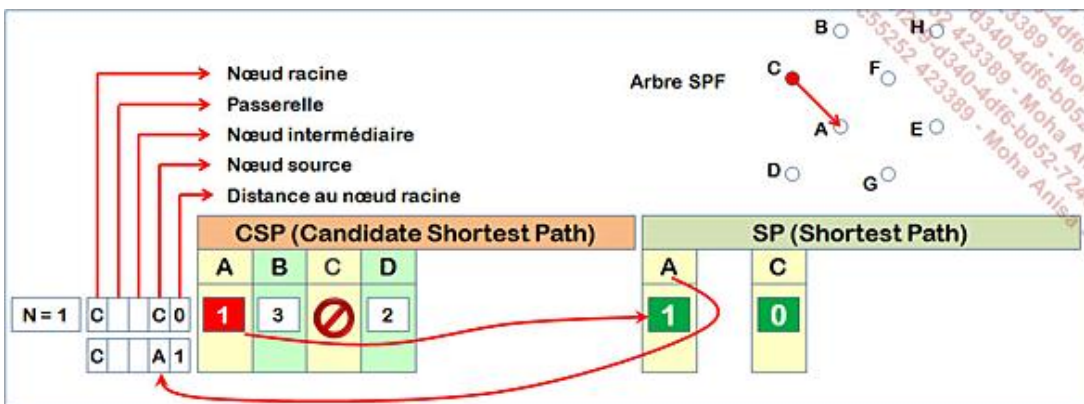 Nœud racine
Passerelle
Nœud intermédiaire
Nœud source
Distance au nœud racine
Arbre SPF
B H
C F
A E
D G
CSP (Candidate Shortest Path) SP (Shortest Path)
A B C D A C
N = 1 C C 0 1 3 2 1 0
C A 1